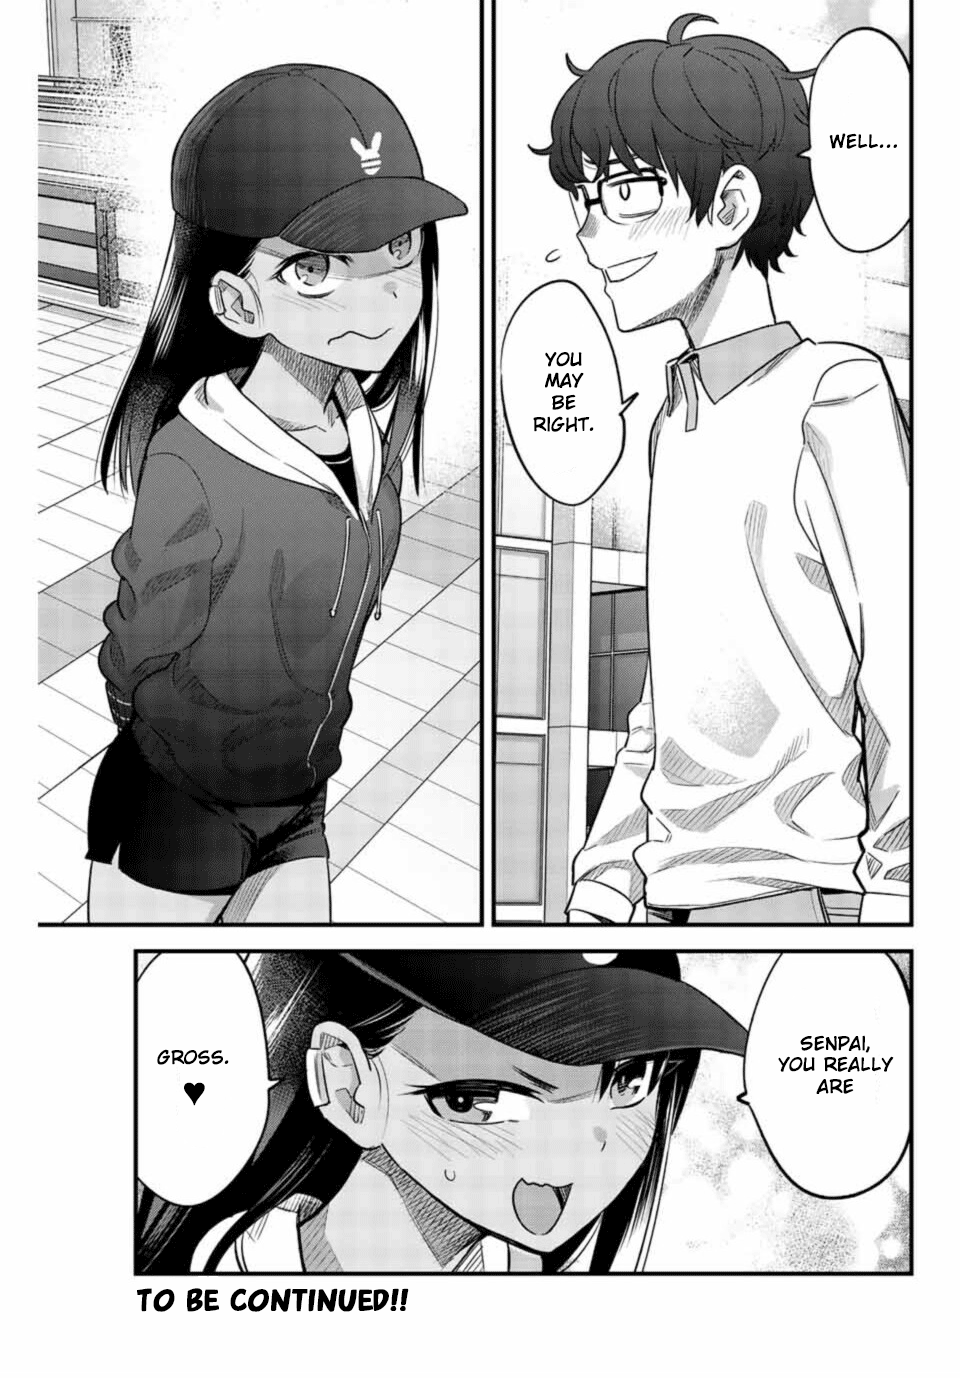 WELL...
YOU
MAY
BE
RIGHT.
SENPAI,
YOU REALLY
ARE
GROSS.
♥
TO BE CONTINUED!!